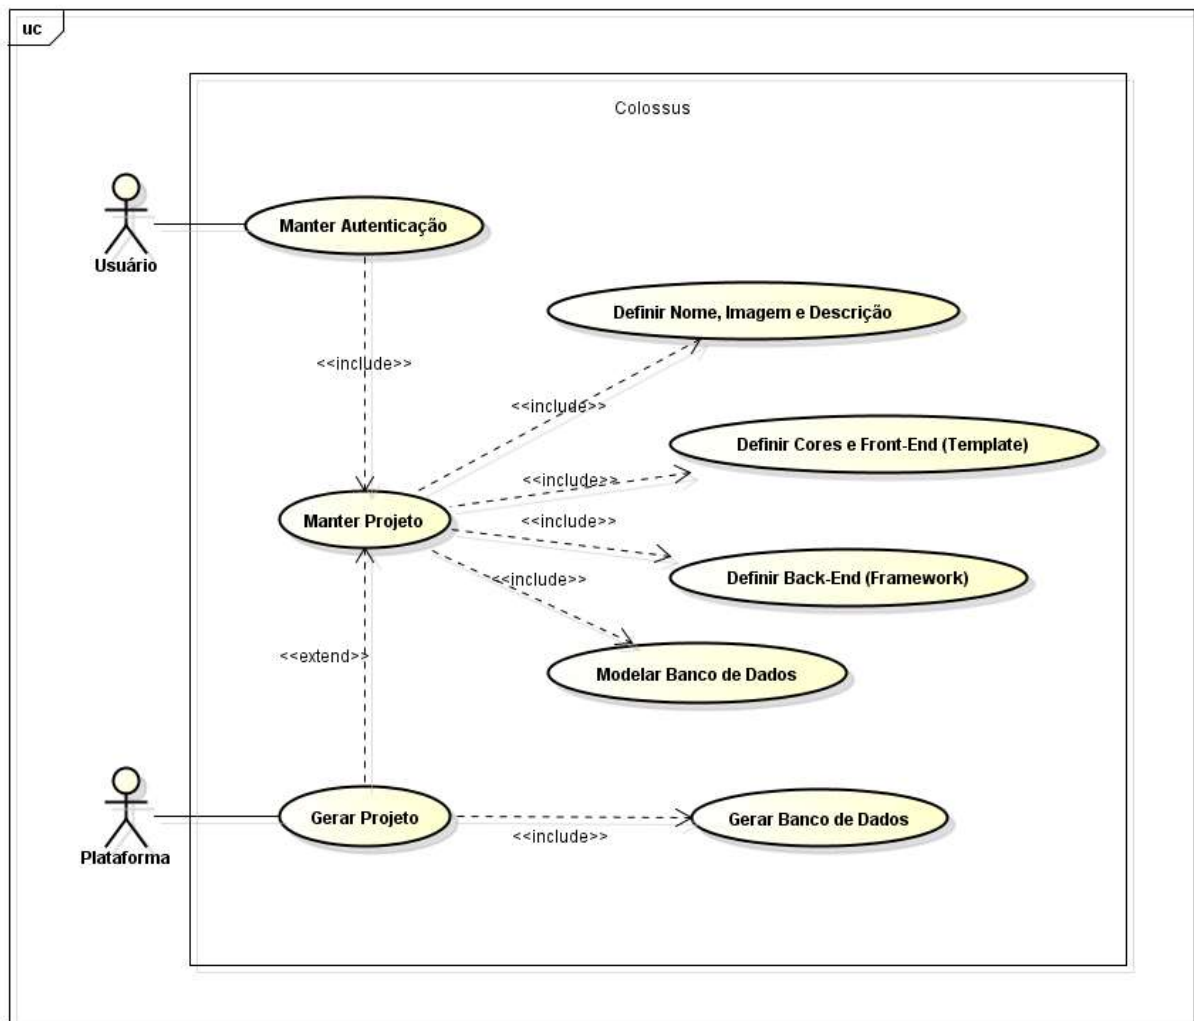 uc
Colossus
Manter Autenticação
Usuário
Definir Nome, Imagem e Descrição
<<include>>
<<include>>
Definir Cores e Front-End (Template)
<<include>>
Manter Projeto
<<include>>
Definir Back-End (Framework)
<<include>>
<<extend>>
Modelar Banco de Dados
Gerar Projeto
Gerar Banco de Dados
<<include>>
Plataforma